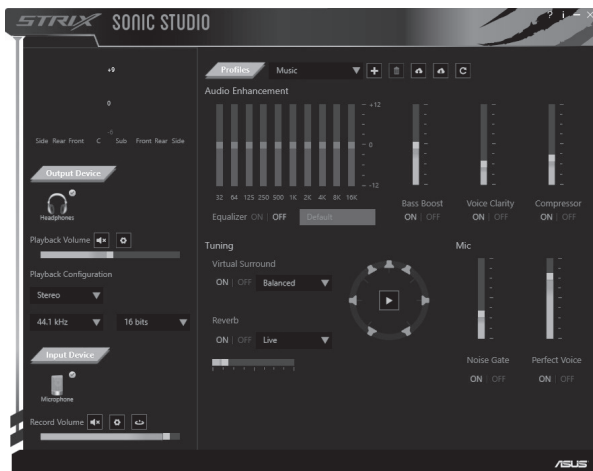 STRIX SONIC STUDIO
? i
+9
0
-9
Side Rear Front C Sub Front Rear Side
Output Device
Headphones
Playback Volume
Playback Configuration
Stereo
44.1 kHz 16 bits
Input Device
Microphone
Record Volume
Profiles Music
Audio Enhancement
+12
0
-12
32 64 125 250 500 1K 2K 4K 8K 16K
Equalizer ON | OFF Default
Bass Boost Voice Clarity Compressor
ON | OFF ON | OFF ON | OFF
Tuning
Virtual Surround
ON | OFF Balanced
Reverb
ON | OFF Live
Mic
Noise Gate Perfect Voice
ON | OFF ON | OFF
ASUS